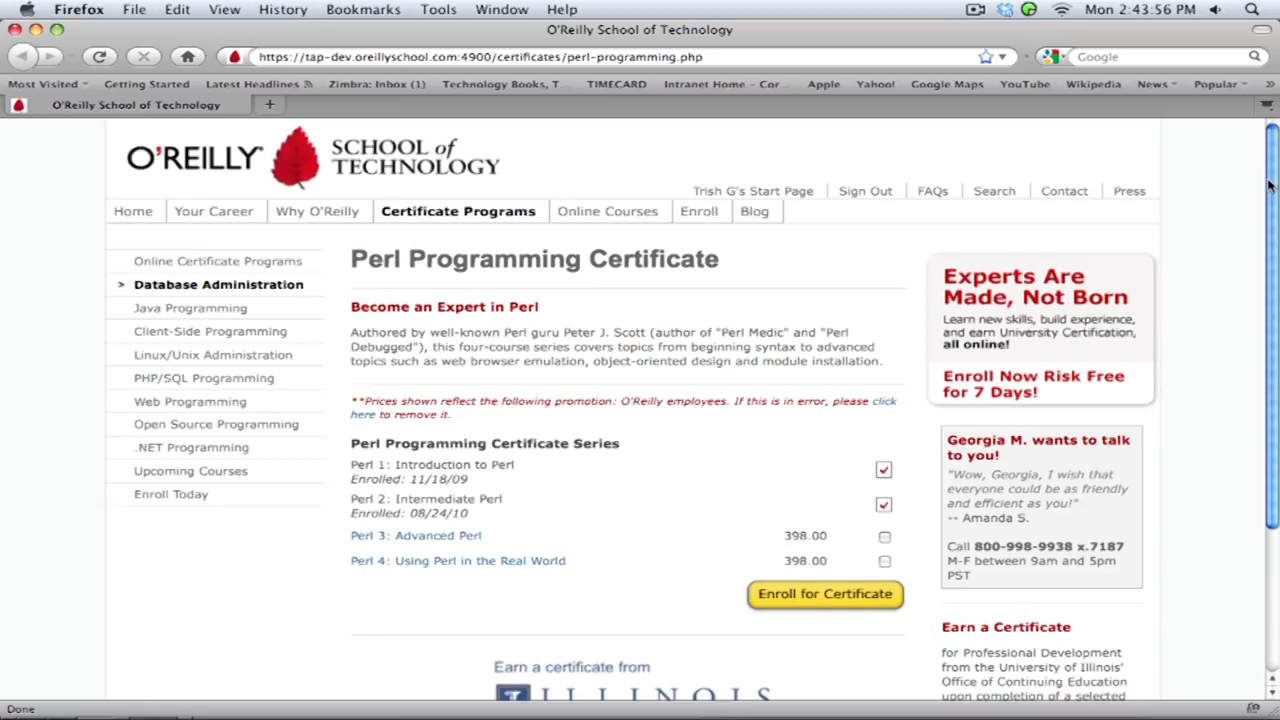 Firefox File Edit View History Bookmarks Tools Window Help Mon 2:43:56 PM
O'Reilly School of Technology
https://tap-dev.oreillyschool.com:4900/certificates/perl-programming.php Google
Most Visited Getting Started Latest Headlines Zimbra: Inbox (1) Technology Books, T... TIMECARD Intranet Home - Cor... Apple Yahoo! Google Maps YouTube Wikipedia News Popular
O'Reilly School of Technology
O'REILLY SCHOOL of
TECHNOLOGY
Trish G's Start Page Sign Out FAQs Search Contact Press
Home Your Career Why O'Reilly Certificate Programs Online Courses Enroll Blog
Online Certificate Programs
> Database Administration
Java Programming
Client-Side Programming
Linux/Unix Administration
PHP/SQL Programming
Web Programming
Open Source Programming
.NET Programming
Upcoming Courses
Enroll Today
Perl Programming Certificate
Become an Expert in Perl
Authored by well-known Perl guru Peter J. Scott (author of "Perl Medic" and "Perl
Debugged"), this four-course series covers topics from beginning syntax to advanced
topics such as web browser emulation, object-oriented design and module installation.
**Prices shown reflect the following promotion: O'Reilly employees. If this is in error, please click
here to remove it.
Perl Programming Certificate Series
Perl 1: Introduction to Perl
Enrolled: 11/18/09
Perl 2: Intermediate Perl
Enrolled: 08/24/10
Perl 3: Advanced Perl 398.00
Perl 4: Using Perl in the Real World 398.00
Enroll for Certificate
Earn a certificate from
ILLINOIS
Experts Are
Made, Not Born
Learn new skills, build experience,
and earn University Certification,
all online!
Enroll Now Risk Free
for 7 Days!
Georgia M. wants to talk
to you!
"Wow, Georgia, I wish that
everyone could be as friendly
and efficient as you!"
-- Amanda S.
Call 800-998-9938 x.7187
M-F between 9am and 5pm
PST
Earn a Certificate
for Professional Development
from the University of Illinois'
Office of Continuing Education
upon completion of a selected
Done